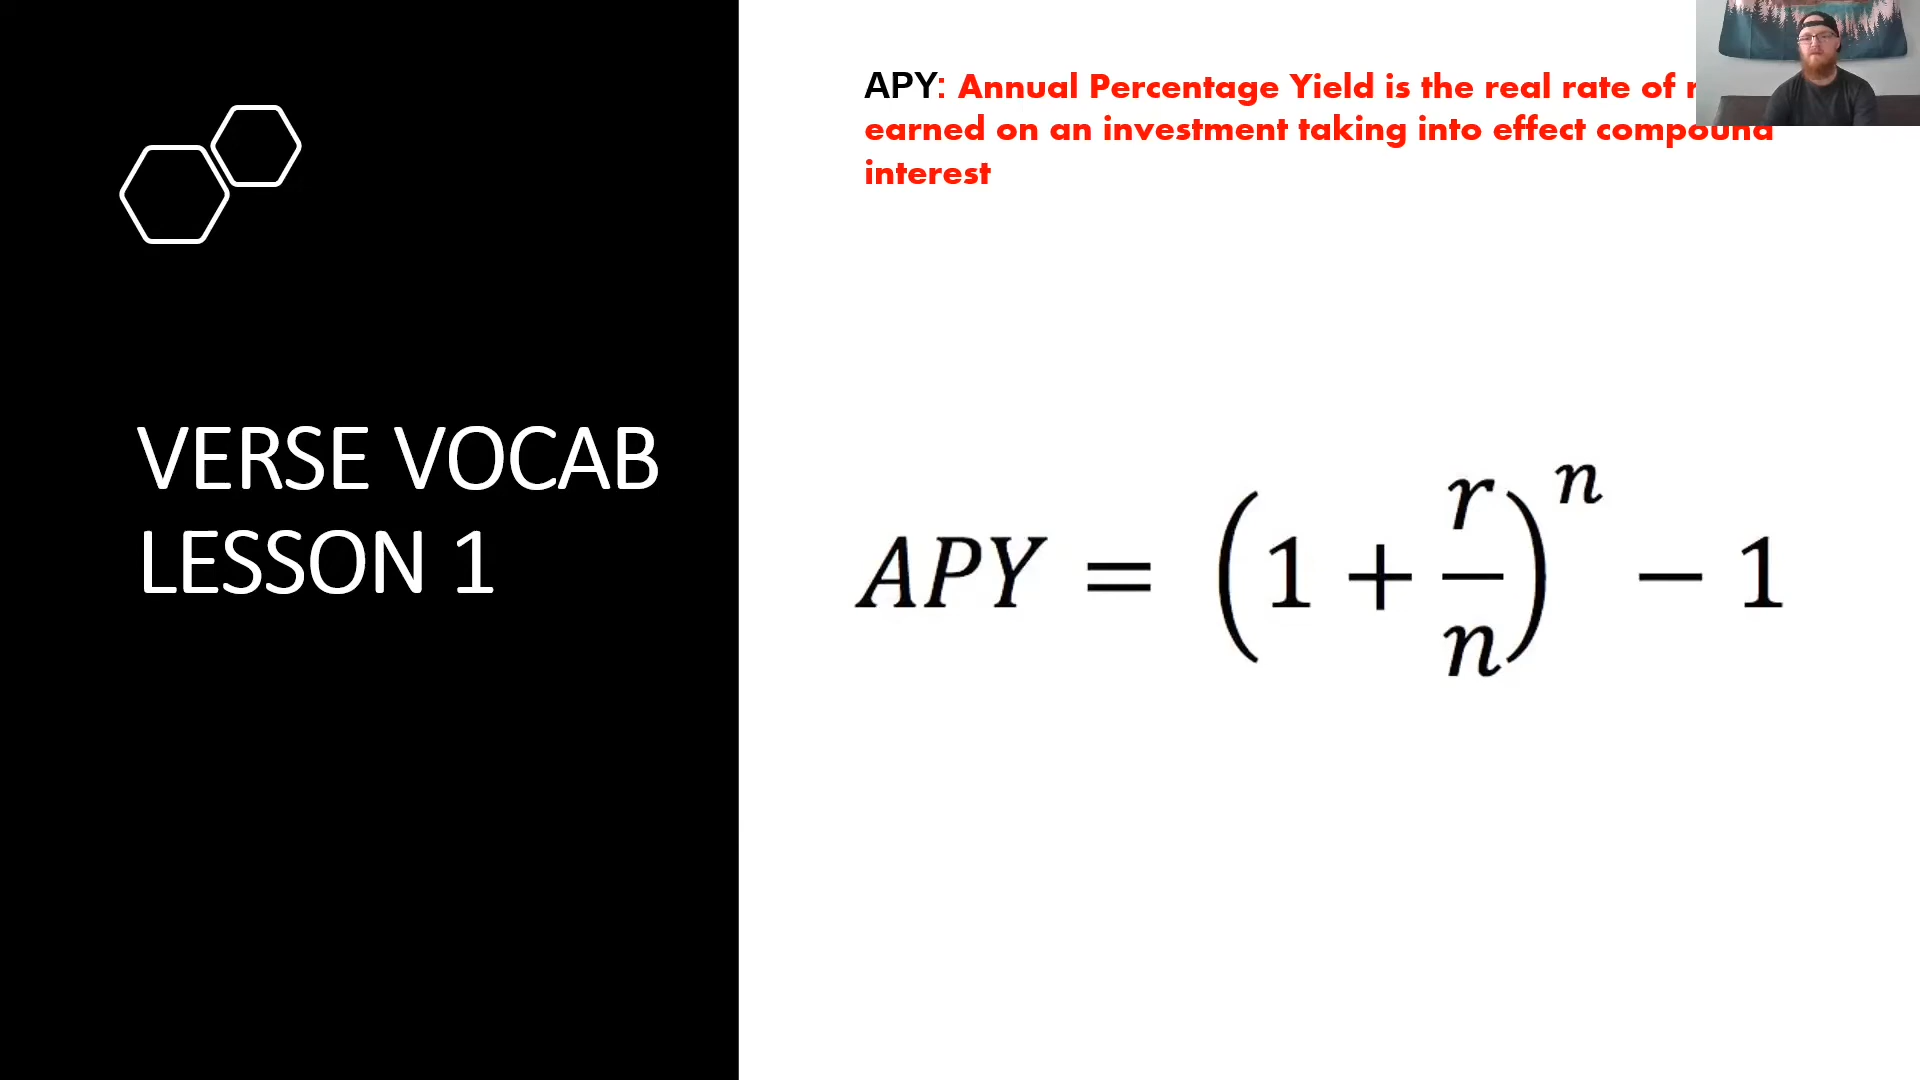 VERSE VOCAB
LESSON 1
APY: Annual Percentage Yield is the real rate of
earned on an investment taking into effect compound
interest
APY = (1 + r/n)^n − 1